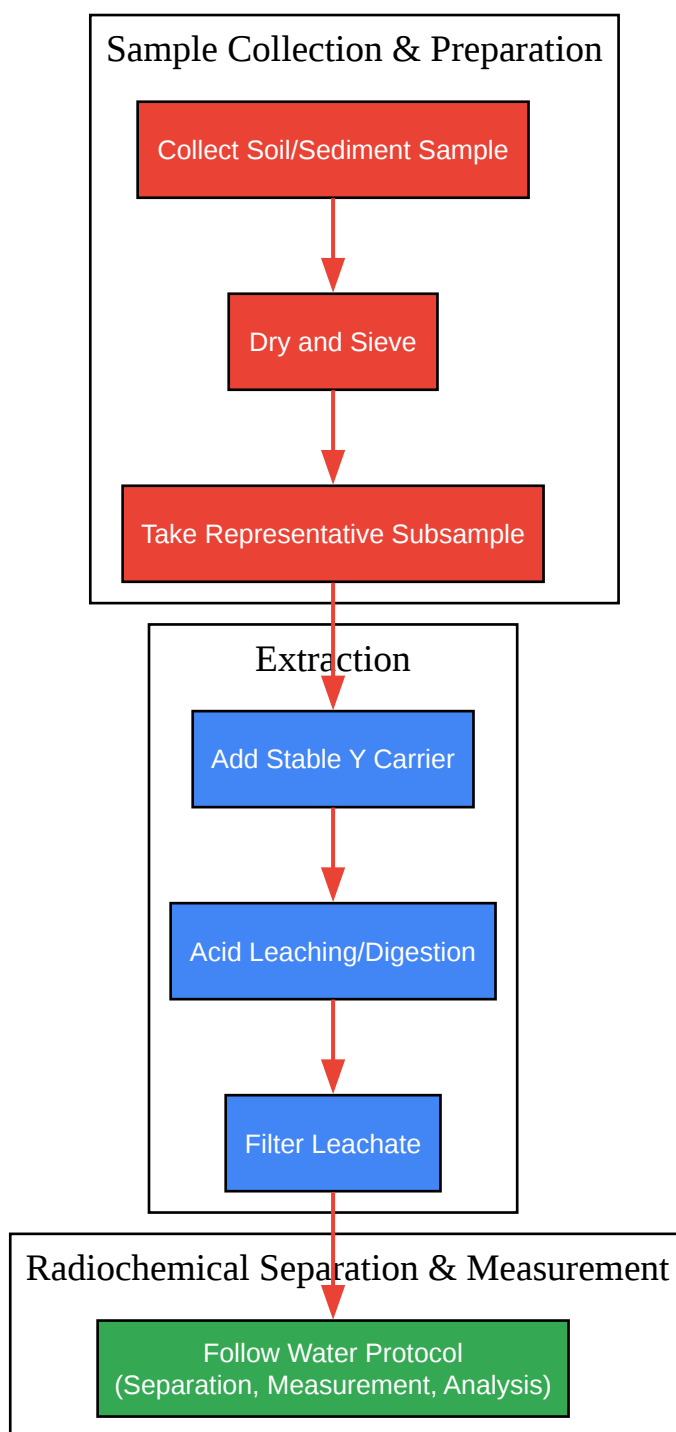 Sample Collection & Preparation
Collect Soil/Sediment Sample
Dry and Sieve
Take Representative Subsample
Extraction
Add Stable Y Carrier
Acid Leaching/Digestion
Filter Leachate
Radiochemical Separation & Measurement
Follow Water Protocol
(Separation, Measurement, Analysis)